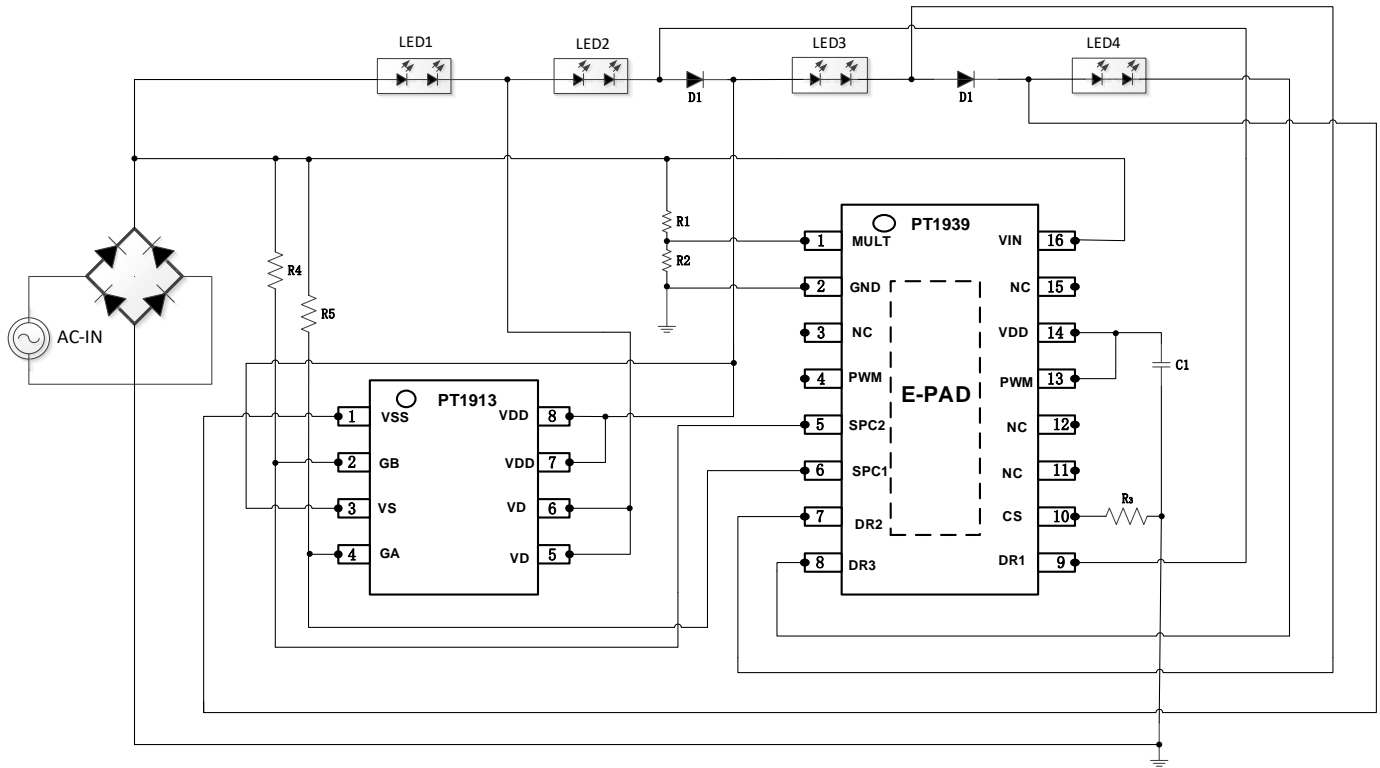 LED1
LED2
LED3
LED4
D1
D1
R1
R2
R4
R5
AC-IN
PT1913
1 VSS
2 GB
3 VS
4 GA
VDD 8
VDD 7
VD 6
VD 5
PT1939
E-PAD
1 MULT
2 GND
3 NC
4 PWM
5 SPC2
6 SPC1
7 DR2
8 DR3
VIN 16
NC 15
VDD 14
PWM 13
NC 12
NC 11
CS 10
DR1 9
C1
R3